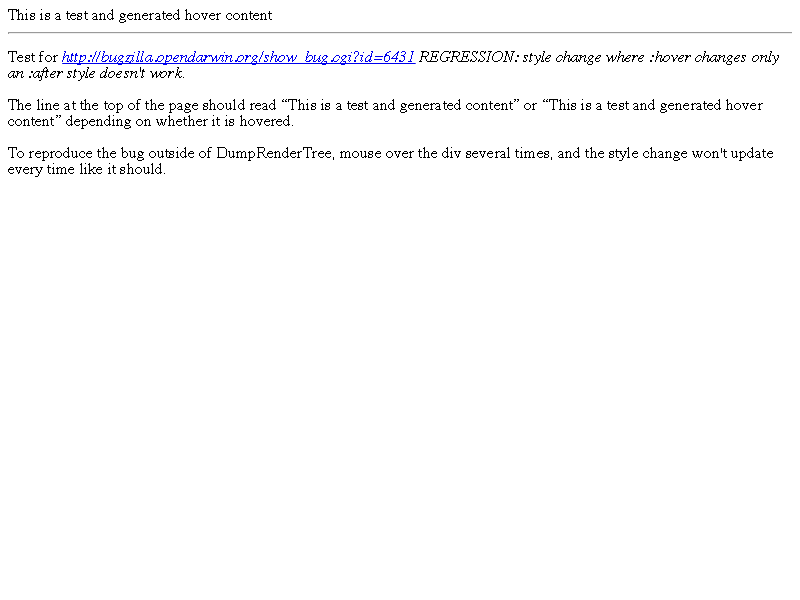 This is a test and generated hover content
Test for http://bugzilla.opendarwin.org/show_bug.cgi?id=6431 REGRESSION: style change where :hover changes only
an :after style doesn't work.
The line at the top of the page should read “This is a test and generated content” or “This is a test and generated hover
content” depending on whether it is hovered.
To reproduce the bug outside of DumpRenderTree, mouse over the div several times, and the style change won't update
every time like it should.